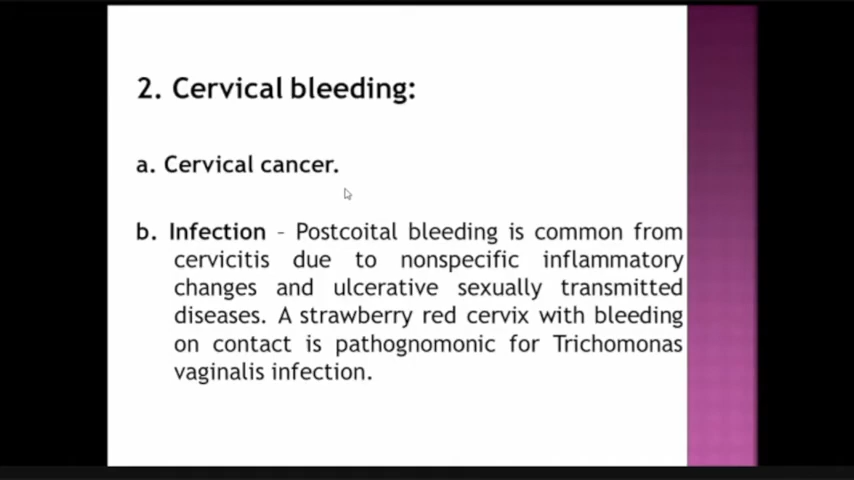 2. Cervical bleeding:
a. Cervical cancer.
b. Infection – Postcoital bleeding is common from
cervicitis due to nonspecific inflammatory
changes and ulcerative sexually transmitted
diseases. A strawberry red cervix with bleeding
on contact is pathognomonic for Trichomonas
vaginalis infection.